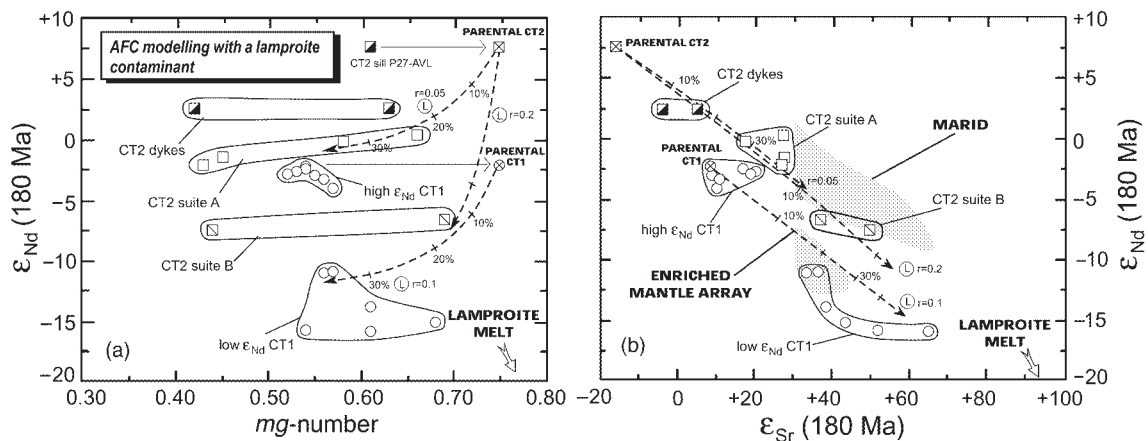 AFC modelling with a lamproite
contaminant
PARENTAL CT2
CT2 sill P27-AVL
r=0.05
10%
L
r=0.2
20%
30%
CT2 dykes
PARENTAL
CT1
high εNd CT1
CT2 suite A
10%
CT2 suite B
20%
30%
L
r=0.1
LAMPROITE
MELT
low εNd CT1
(a)
εNd (180 Ma)
+10
+5
0
−5
−10
−15
−20
0.30
0.40
0.50
0.60
0.70
0.80
mg-number
PARENTAL CT2
10%
CT2 dykes
CT2 suite A
MARID
30%
PARENTAL
CT1
r=0.05
10%
10%
CT2 suite B
high εNd CT1
L
r=0.2
ENRICHED
MANTLE ARRAY
30%
L
r=0.1
LAMPROITE
MELT
low εNd CT1
(b)
+10
+5
0
−5
−10
−15
−20
εNd (180 Ma)
−20
0
+20
+40
+60
+80
+100
εSr (180 Ma)